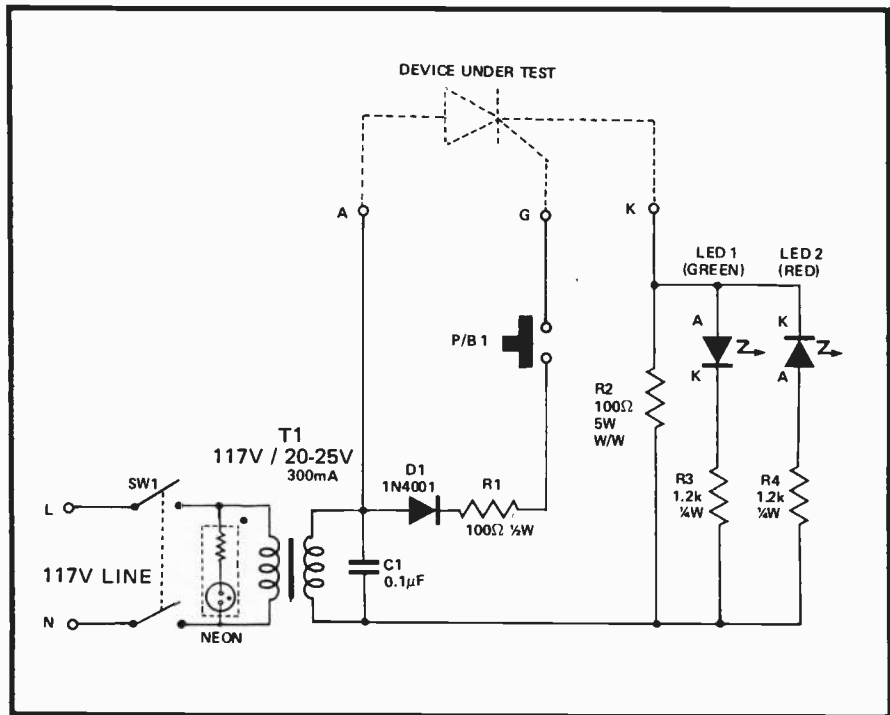 DEVICE UNDER TEST
A
G
K
LED 1
(GREEN)
LED 2
(RED)
A
K
K
A
P/B 1
R2
100Ω
5W
W/W
T1
117V / 20-25V
300mA
D1
1N4001
R1
100Ω ½W
R3
1.2k
¼W
R4
1.2k
¼W
SW1
L
C1
0.1μF
117V LINE
N
NEON